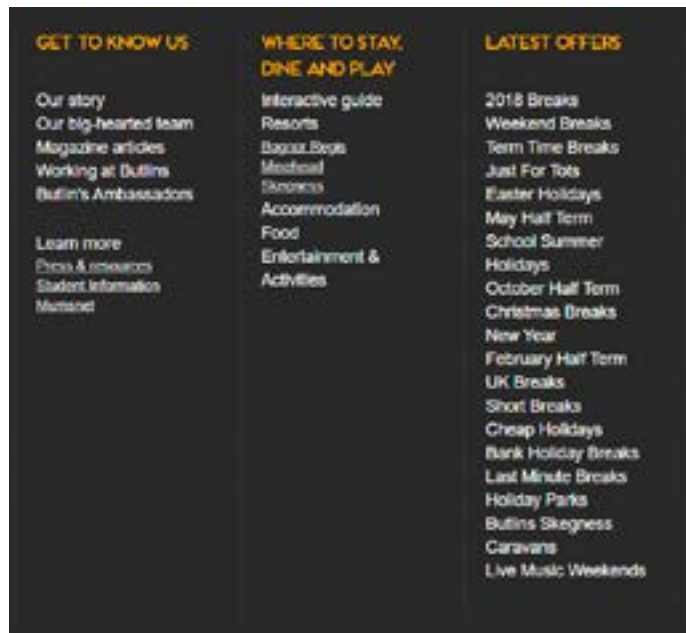 GET TO KNOW US
Our story
Our big-hearted team
Magazine articles
Working at Butlins
Butlin's Ambassadors
Learn more
Press & resources
Student Information
Mumsnet
WHERE TO STAY,
DINE AND PLAY
Interactive guide
Resorts
Bognor Regis
Minehead
Skegness
Accommodation
Food
Entertainment &
Activities
LATEST OFFERS
2018 Breaks
Weekend Breaks
Term Time Breaks
Just For Tots
Easter Holidays
May Half Term
School Summer
Holidays
October Half Term
Christmas Breaks
New Year
February Half Term
UK Breaks
Short Breaks
Cheap Holidays
Bank Holiday Breaks
Last Minute Breaks
Holiday Parks
Butlins Skegness
Caravans
Live Music Weekends